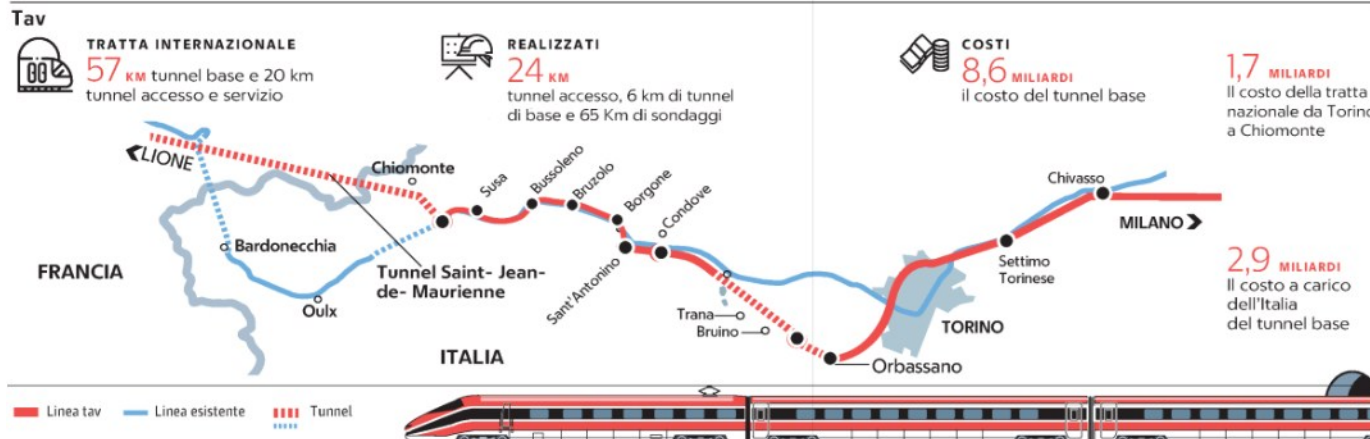 Tav
TRATTA INTERNAZIONALE
57 KM tunnel base e 20 km
tunnel accesso e servizio
REALIZZATI
24 KM
tunnel accesso, 6 km di tunnel
di base e 65 Km di sondaggi
COSTI
8,6 MILIARDI
il costo del tunnel base
1,7 MILIARDI
Il costo della tratta
nazionale da Torino
a Chiomonte
2,9 MILIARDI
Il costo a carico
dell'Italia
del tunnel base
LIONE
Chiomonte
Susa
Bussoleno
Bruzolo
Borgone
Condove
Chivasso
MILANO
Bardonecchia
FRANCIA
Tunnel Saint- Jean-
de- Maurienne
Oulx
Sant'Antonino
Settimo
Torinese
Trana
Bruino
TORINO
ITALIA
Orbassano
Linea tav
Linea esistente
Tunnel